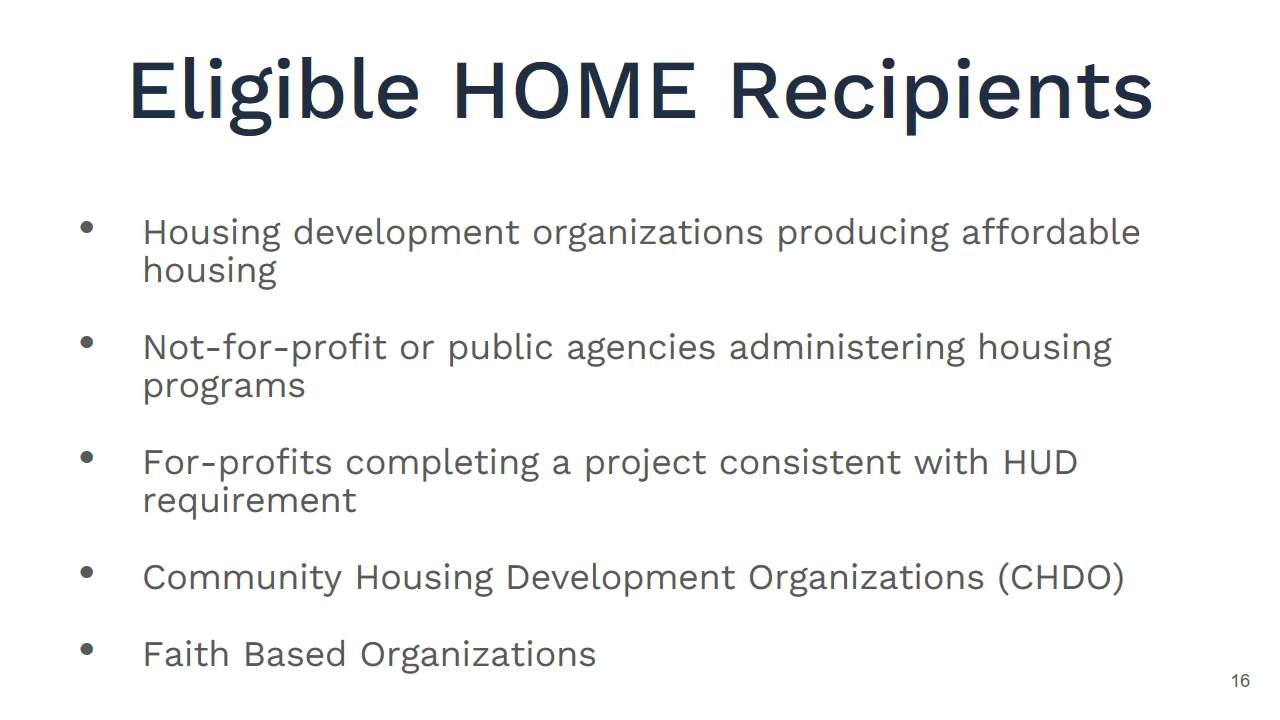 Eligible HOME Recipients
• Housing development organizations producing affordable
housing
• Not-for-profit or public agencies administering housing
programs
• For-profits completing a project consistent with HUD
requirement
• Community Housing Development Organizations (CHDO)
• Faith Based Organizations
16